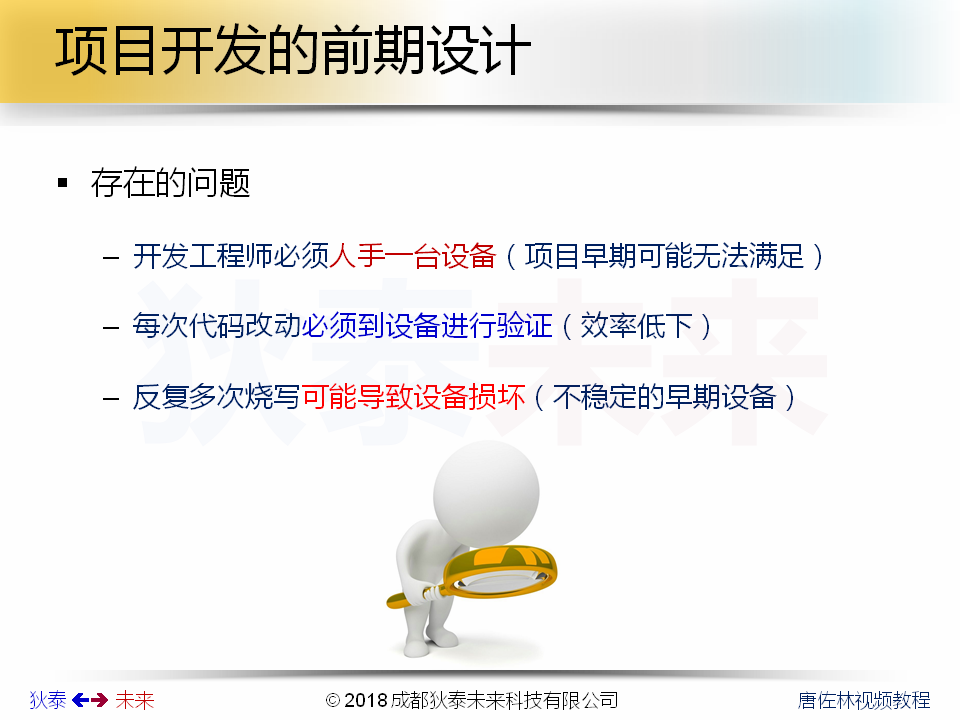 项目开发的前期设计
▪ 存在的问题
– 开发工程师必须人手一台设备（项目早期可能无法满足）
– 每次代码改动必须到设备进行验证（效率低下）
– 反复多次烧写可能导致设备损坏（不稳定的早期设备）
狄泰未来
狄泰 未来
© 2018 成都狄泰未来科技有限公司
唐佐林视频教程